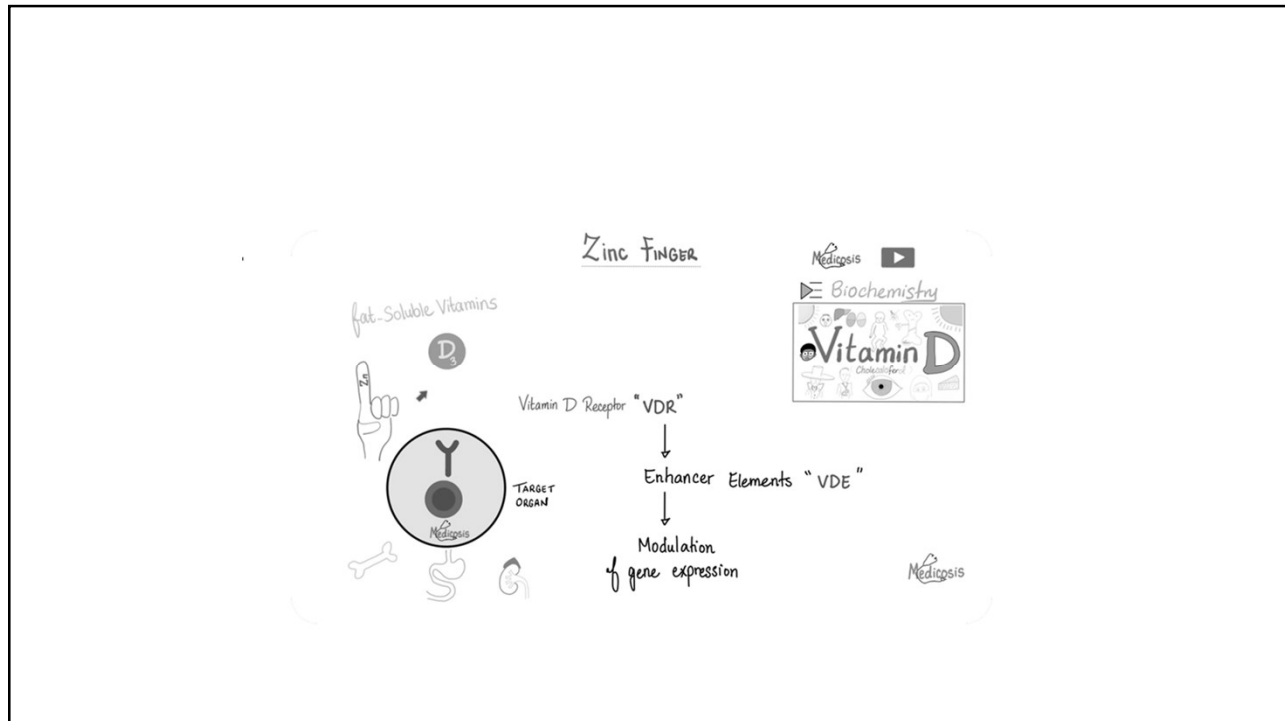 Zinc FINGER
Medicosis
Biochemistry
fat-Soluble Vitamins
D3
Zn
Vitamin D
Vitamin D Receptor "VDR"
Enhancer Elements "VDE"
TARGET
ORGAN
Medicosis
Modulation
of gene expression
Medicosis